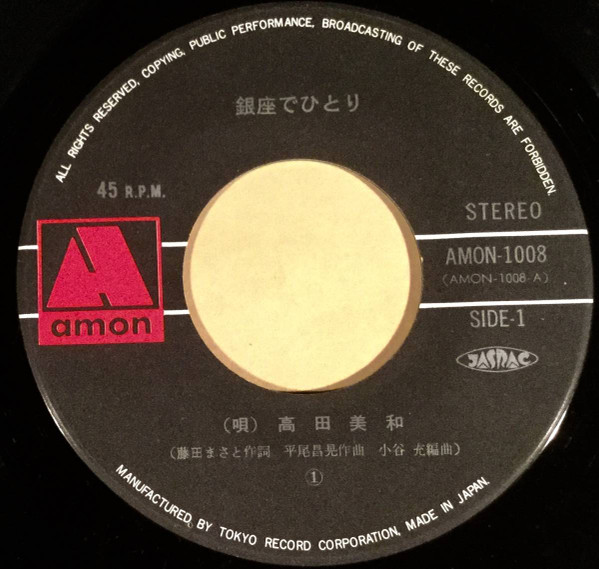 ALL RIGHTS RESERVED, COPYING, PUBLIC PERFORMANCE, BROADCASTING OF THESE RECORDS ARE FORBIDDEN.
銀座でひとり
45 R.P.M.
STEREO
AMON-1008
(AMON-1008-A)
SIDE-1
amon
JASRAC
(唄) 高田美和
(藤田まさと作詞 平尾昌晃作曲 小谷 充編曲)
①
MANUFACTURED BY TOKYO RECORD CORPORATION, MADE IN JAPAN.